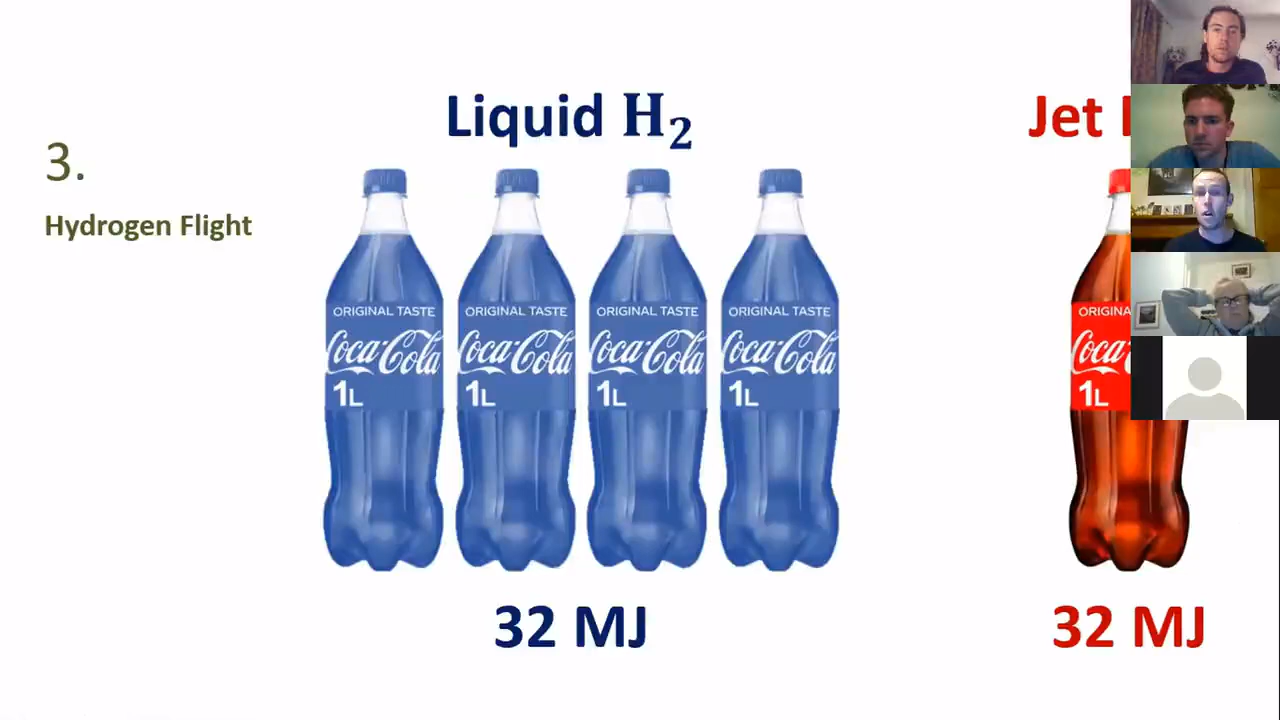 Liquid H₂
Jet
3.
Hydrogen Flight
ORIGINAL TASTE ORIGINAL TASTE ORIGINAL TASTE ORIGINAL TASTE
Coca-Cola Coca-Cola Coca-Cola Coca-Cola Coca
1L 1L 1L 1L 1L
32 MJ 32 MJ